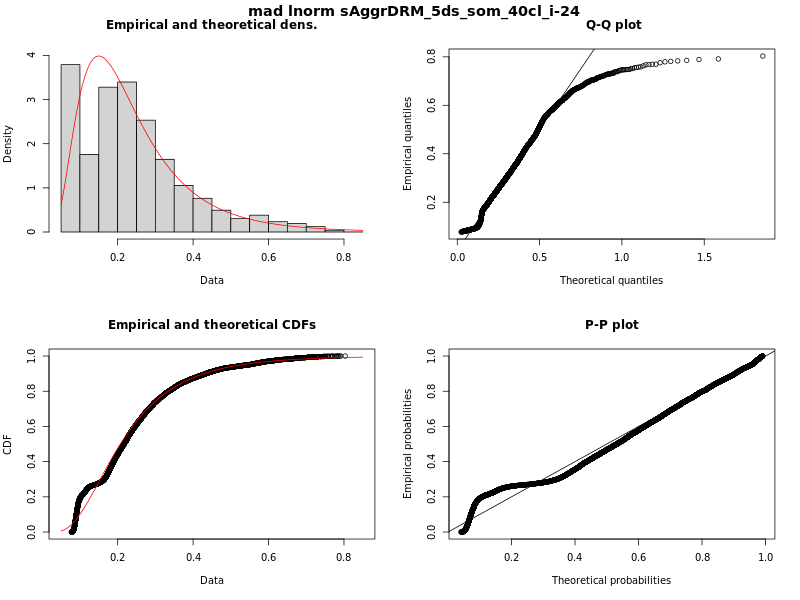 mad lnorm sAggrDRM_5ds_som_40cl_i-24
Empirical and theoretical dens.
Density
0 1 2 3 4
0.2 0.4 0.6 0.8
Data
Q-Q plot
Empirical quantiles
0.2 0.4 0.6 0.8
0.0 0.5 1.0 1.5
Theoretical quantiles
Empirical and theoretical CDFs
CDF
0.0 0.2 0.4 0.6 0.8 1.0
0.2 0.4 0.6 0.8
Data
P-P plot
Empirical probabilities
0.0 0.2 0.4 0.6 0.8 1.0
0.2 0.4 0.6 0.8 1.0
Theoretical probabilities